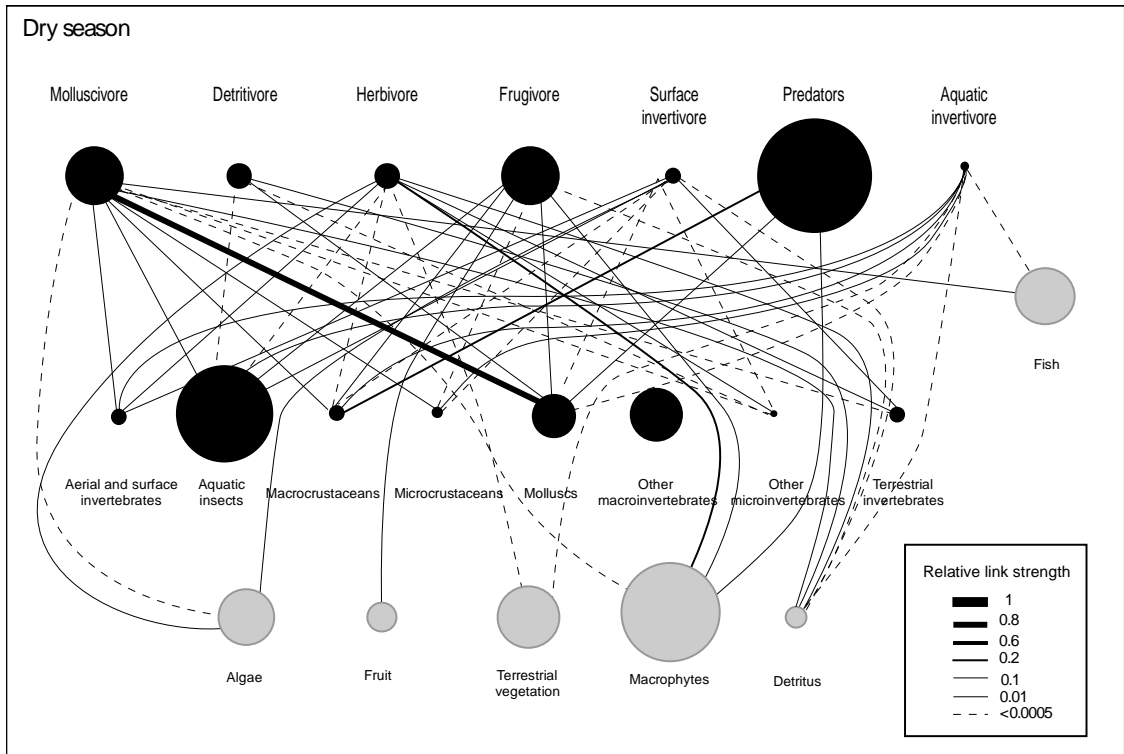 Dry season
Molluscivore
Detritivore
Herbivore
Frugivore
Surface
invertivore
Predators
Aquatic
invertivore
Fish
Aerial and surface
invertebrates
Aquatic
insects
Macrocrustaceans
Microcrustaceans
Molluscs
Other
macroinvertebrates
Other
microinvertebrates
Terrestrial
invertebrates
Algae
Fruit
Terrestrial
vegetation
Macrophytes
Detritus
Relative link strength
1
0.8
0.6
0.2
0.1
0.01
<0.0005